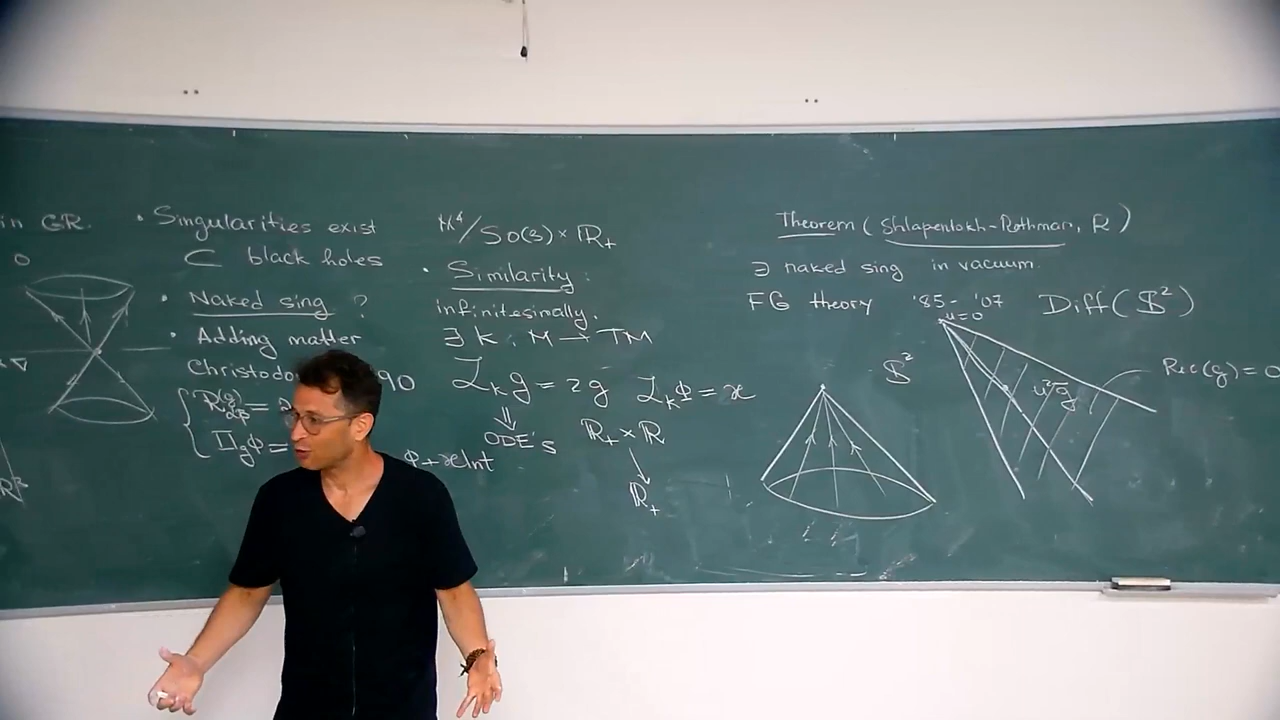 in GR.
0
∇
R
• Singularities exist
⊂ black holes
• Naked sing ?
• Adding matter
Christodo 90
R_αβ^(g) =
□_g φ =
φ + ϰ ln t
M⁴/SO(3) × ℝ₊
• Similarity:
infinitesimally.
∃ K : M → TM
ℒ_K g = 2g ℒ_K Φ = ϰ
⇓
ODE's
ℝ₊ × ℝ
↘
ℝ₊
Theorem (Shlapentokh-Rothman, R)
∃ naked sing in vacuum.
FG theory '85 - '07 Diff(𝕊²)
u=0
𝕊²
u² g
Ric(g) = 0